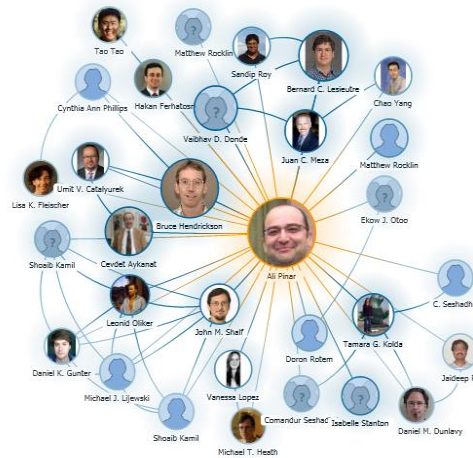 Tao Tao
Matthew Rocklin
Sandip Roy
Bernard C. Lesieutre
Chao Yang
Cynthia Ann Phillips
Hakan Ferhatos
Vaibhav D. Donde
Juan C. Meza
Matthew Rocklin
Lisa K. Fleischer
Umit V. Catalyurek
Bruce Hendrickson
Ekow J. Otoo
Shoaib Kamil
Cevdet Aykanat
Ali Pinar
C. Seshadh
Leonid Oliker
John M. Shalf
Tamara G. Kolda
Doron Rotem
Daniel K. Gunter
Jaideep
Michael J. Lijewski
Vanessa Lopez
Comandur Seshad
Isabelle Stanton
Daniel M. Dunlavy
Shoaib Kamil
Michael T. Heath